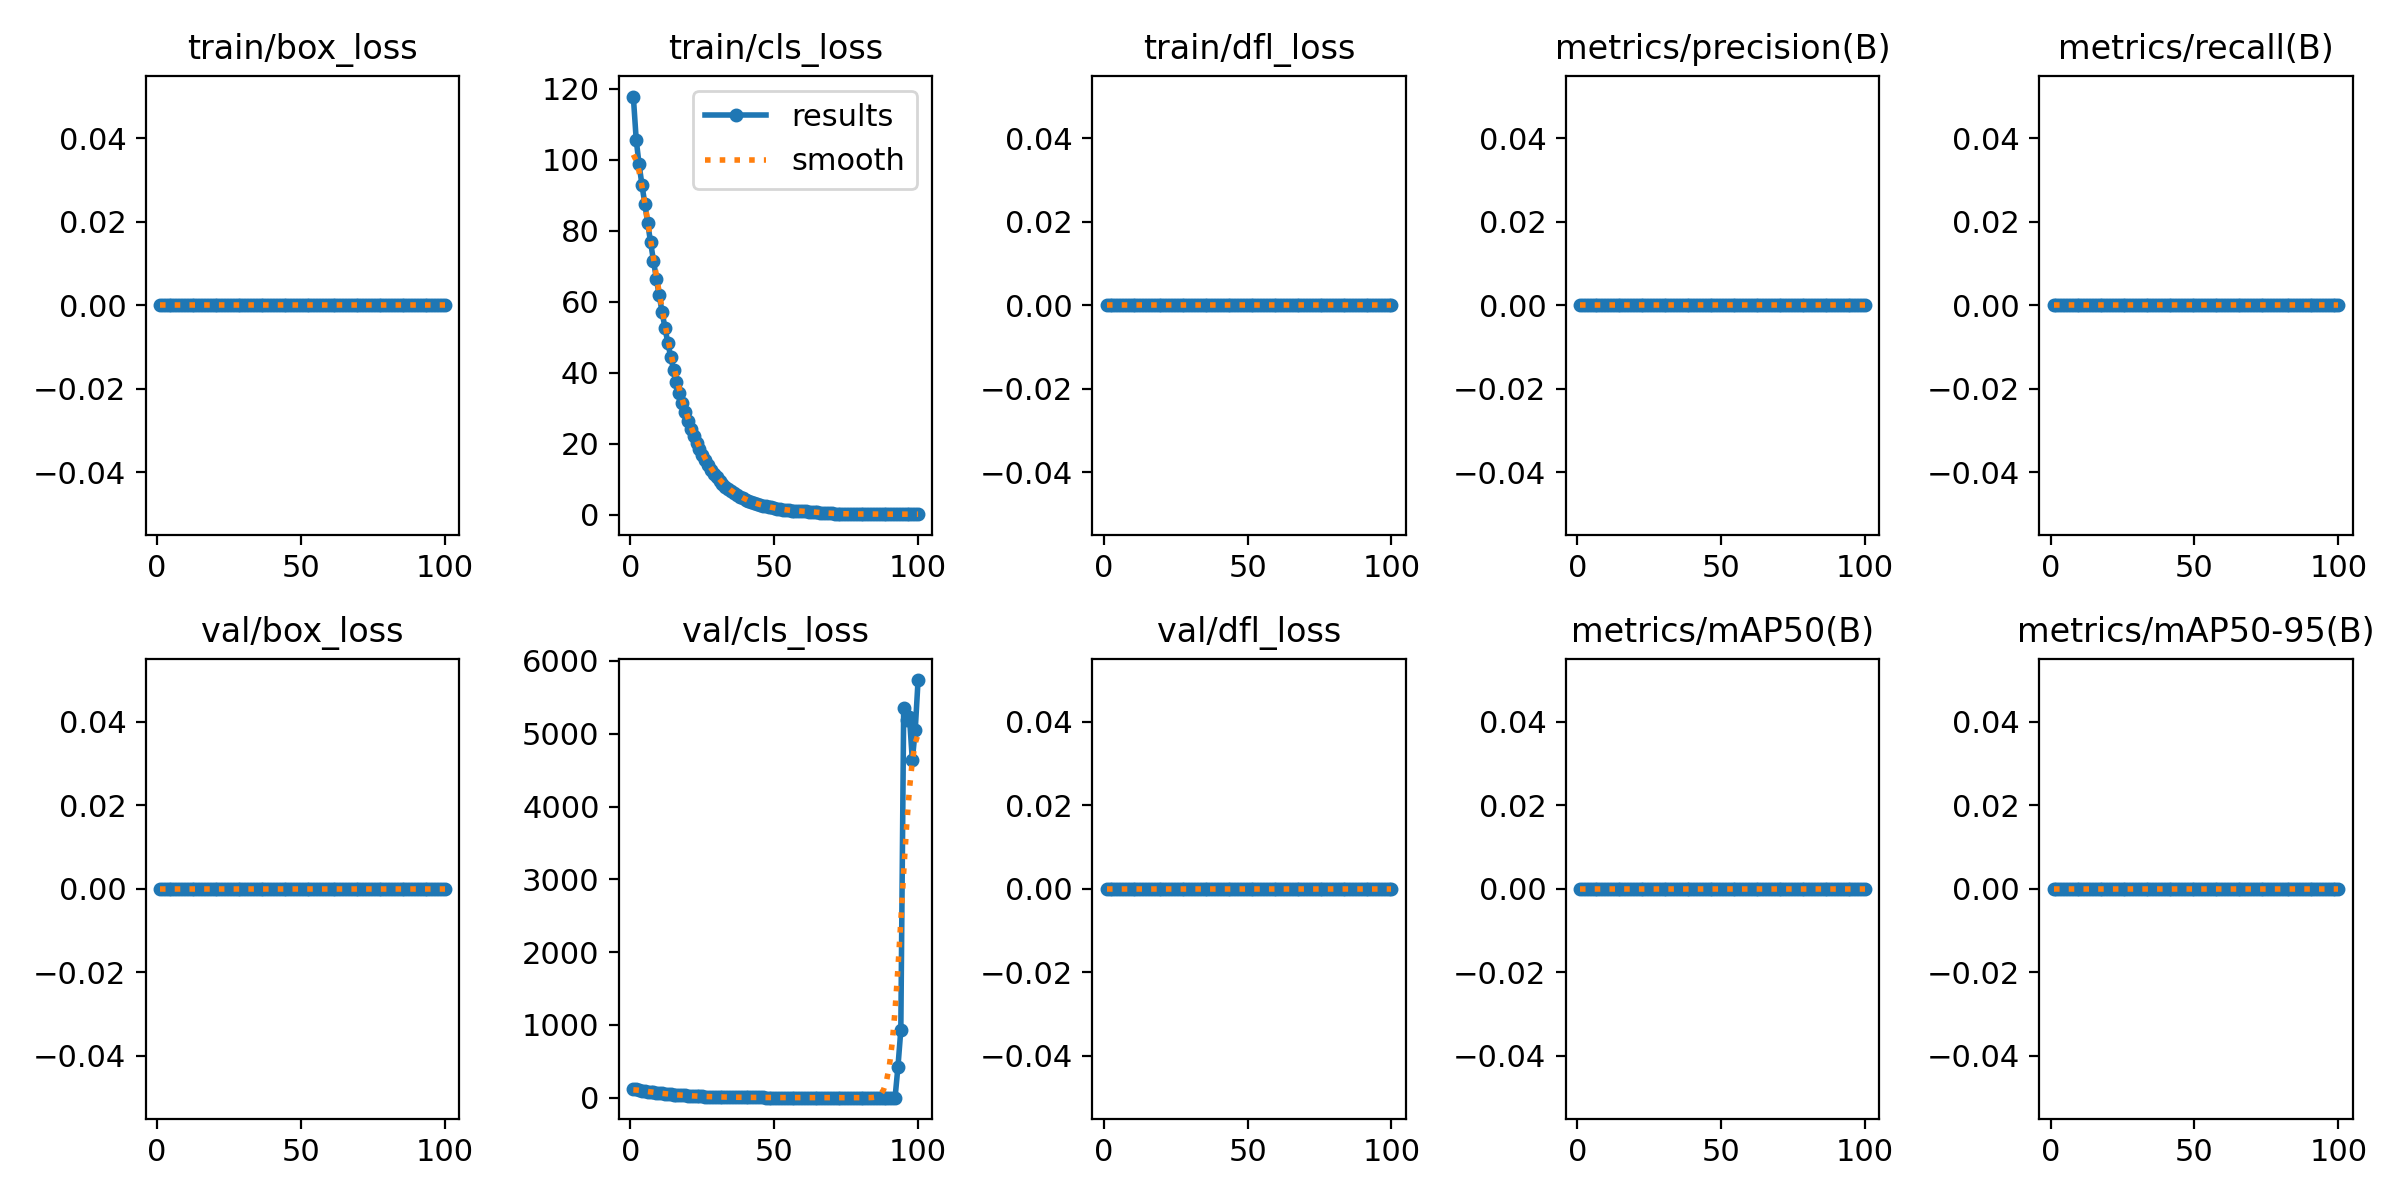 train/box_loss
0.04
0.02
0.00
−0.02
−0.04
0 50 100
train/cls_loss
120
100
80
60
40
20
0
results
smooth
0 50 100
train/dfl_loss
0.04
0.02
0.00
−0.02
−0.04
0 50 100
metrics/precision(B)
0.04
0.02
0.00
−0.02
−0.04
0 50 100
metrics/recall(B)
0.04
0.02
0.00
−0.02
−0.04
0 50 100
val/box_loss
0.04
0.02
0.00
−0.02
−0.04
0 50 100
val/cls_loss
6000
5000
4000
3000
2000
1000
0
0 50 100
val/dfl_loss
0.04
0.02
0.00
−0.02
−0.04
0 50 100
metrics/mAP50(B)
0.04
0.02
0.00
−0.02
−0.04
0 50 100
metrics/mAP50-95(B)
0.04
0.02
0.00
−0.02
−0.04
0 50 100